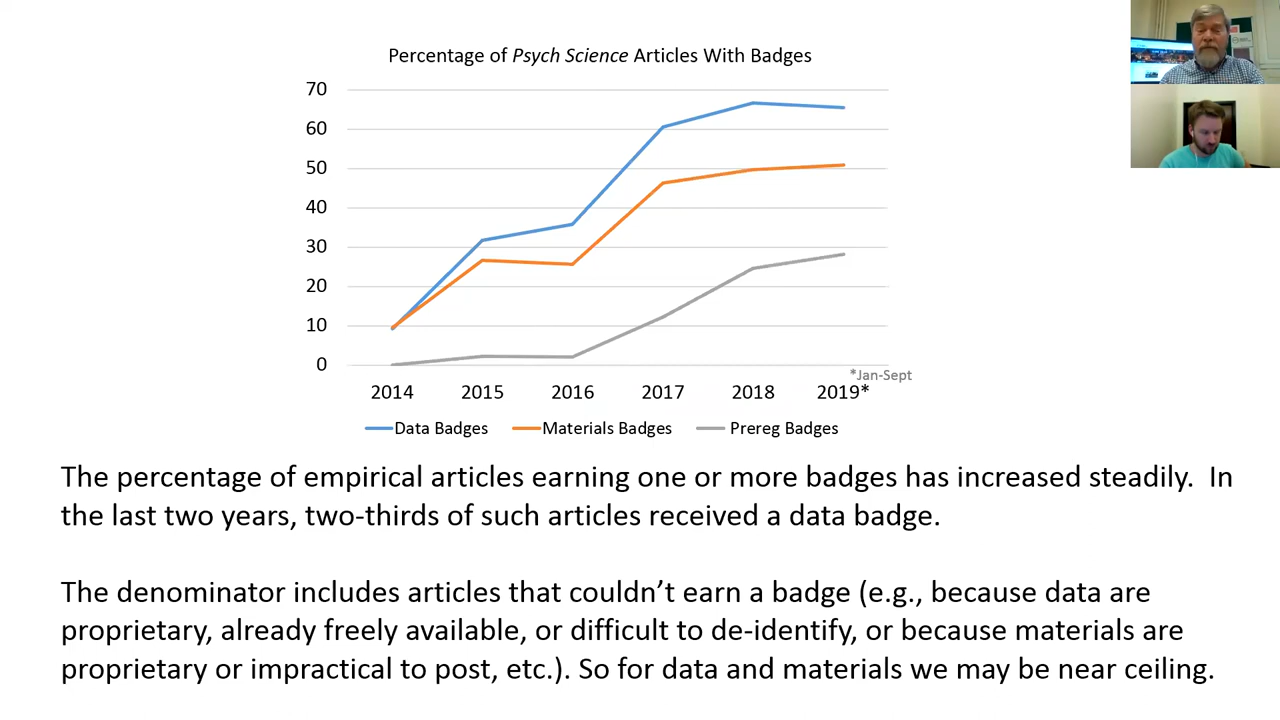 Percentage of Psych Science Articles With Badges
70
60
50
40
30
20
10
0
*Jan-Sept
2014 2015 2016 2017 2018 2019*
Data Badges Materials Badges Prereg Badges
The percentage of empirical articles earning one or more badges has increased steadily. In
the last two years, two-thirds of such articles received a data badge.
The denominator includes articles that couldn’t earn a badge (e.g., because data are
proprietary, already freely available, or difficult to de-identify, or because materials are
proprietary or impractical to post, etc.). So for data and materials we may be near ceiling.